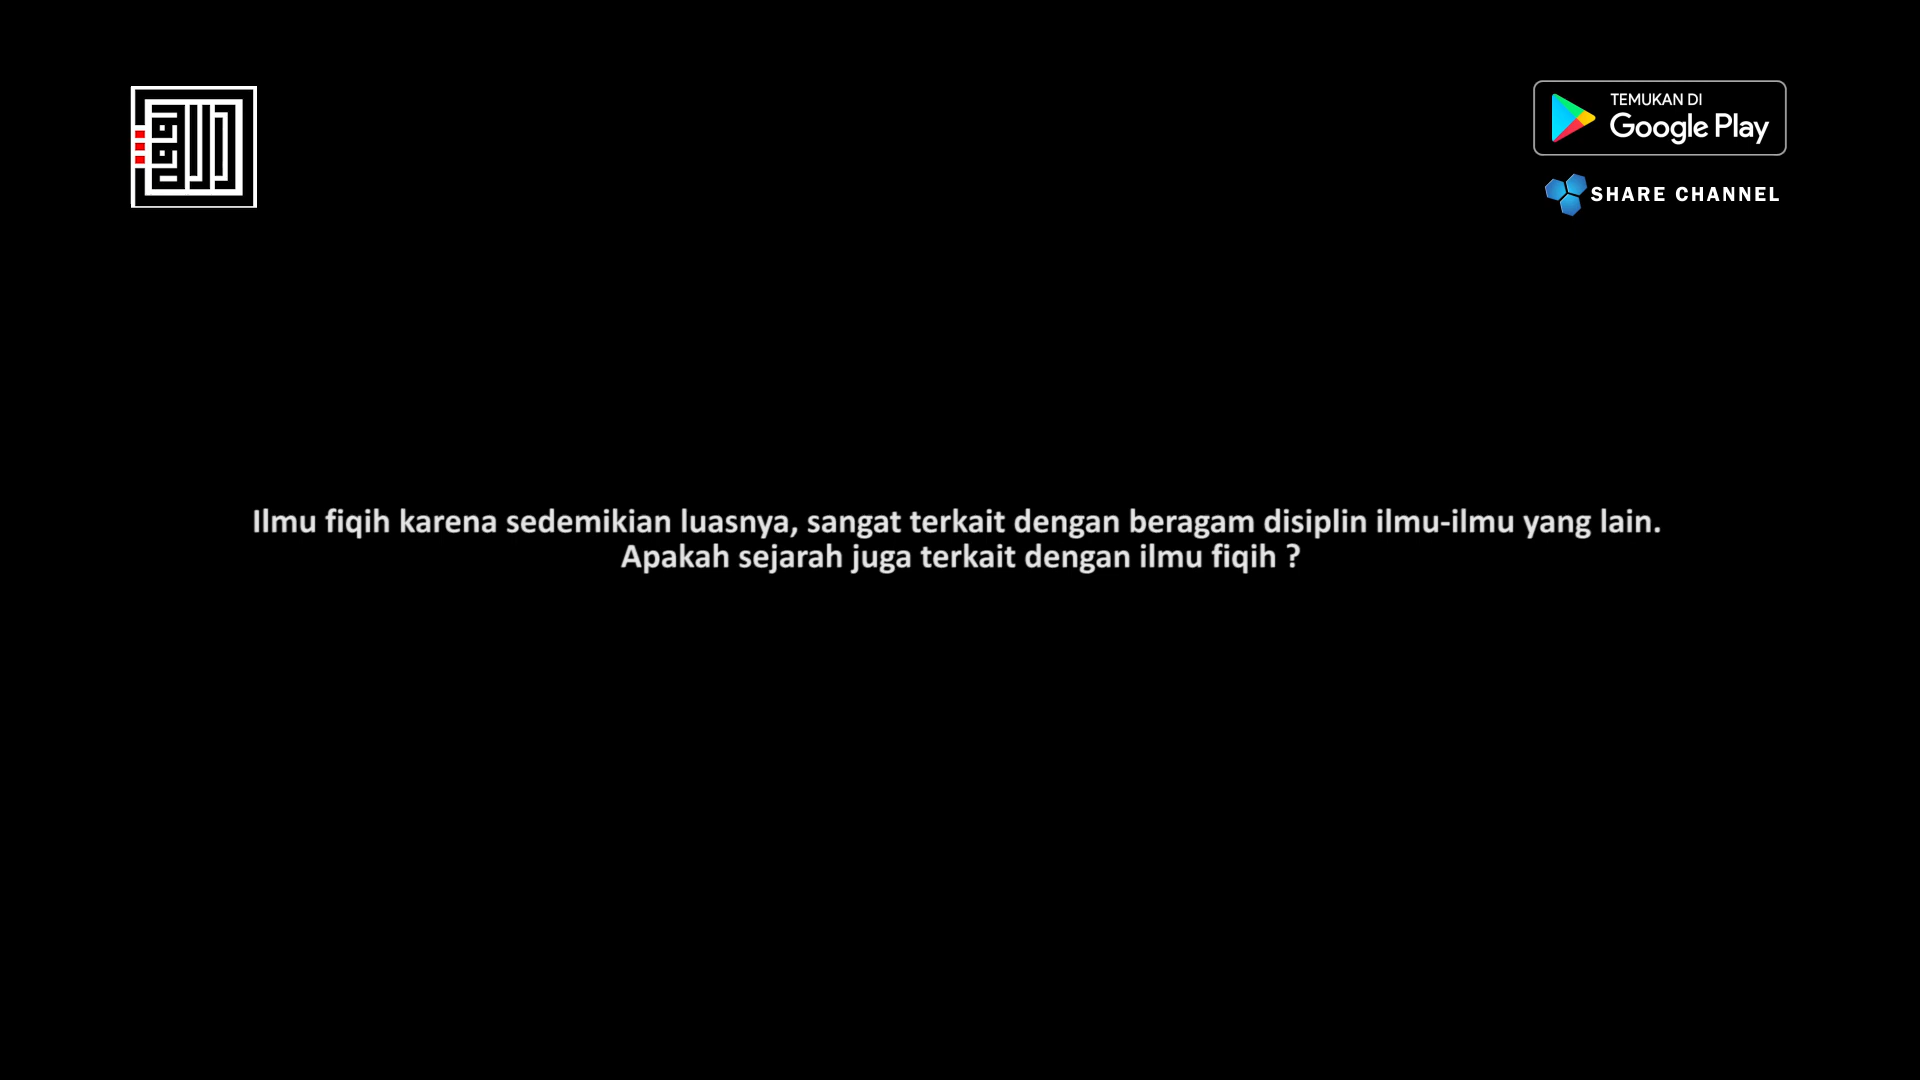 TEMUKAN DI
Google Play
SHARE CHANNEL
Ilmu fiqih karena sedemikian luasnya, sangat terkait dengan beragam disiplin ilmu-ilmu yang lain.
Apakah sejarah juga terkait dengan ilmu fiqih ?